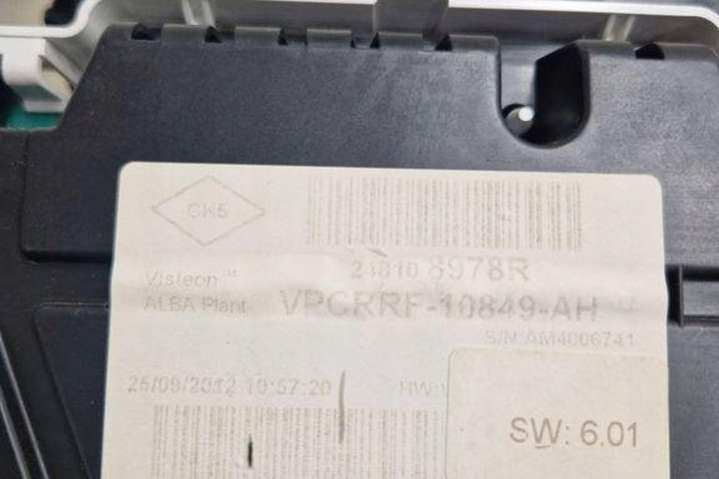 CK5
24810 8978R
Visteon
ALBA Plant VPCRRF-10849-AH
S/N:AM4006741
25/09/2012 10:57:20 HW:
SW: 6.01